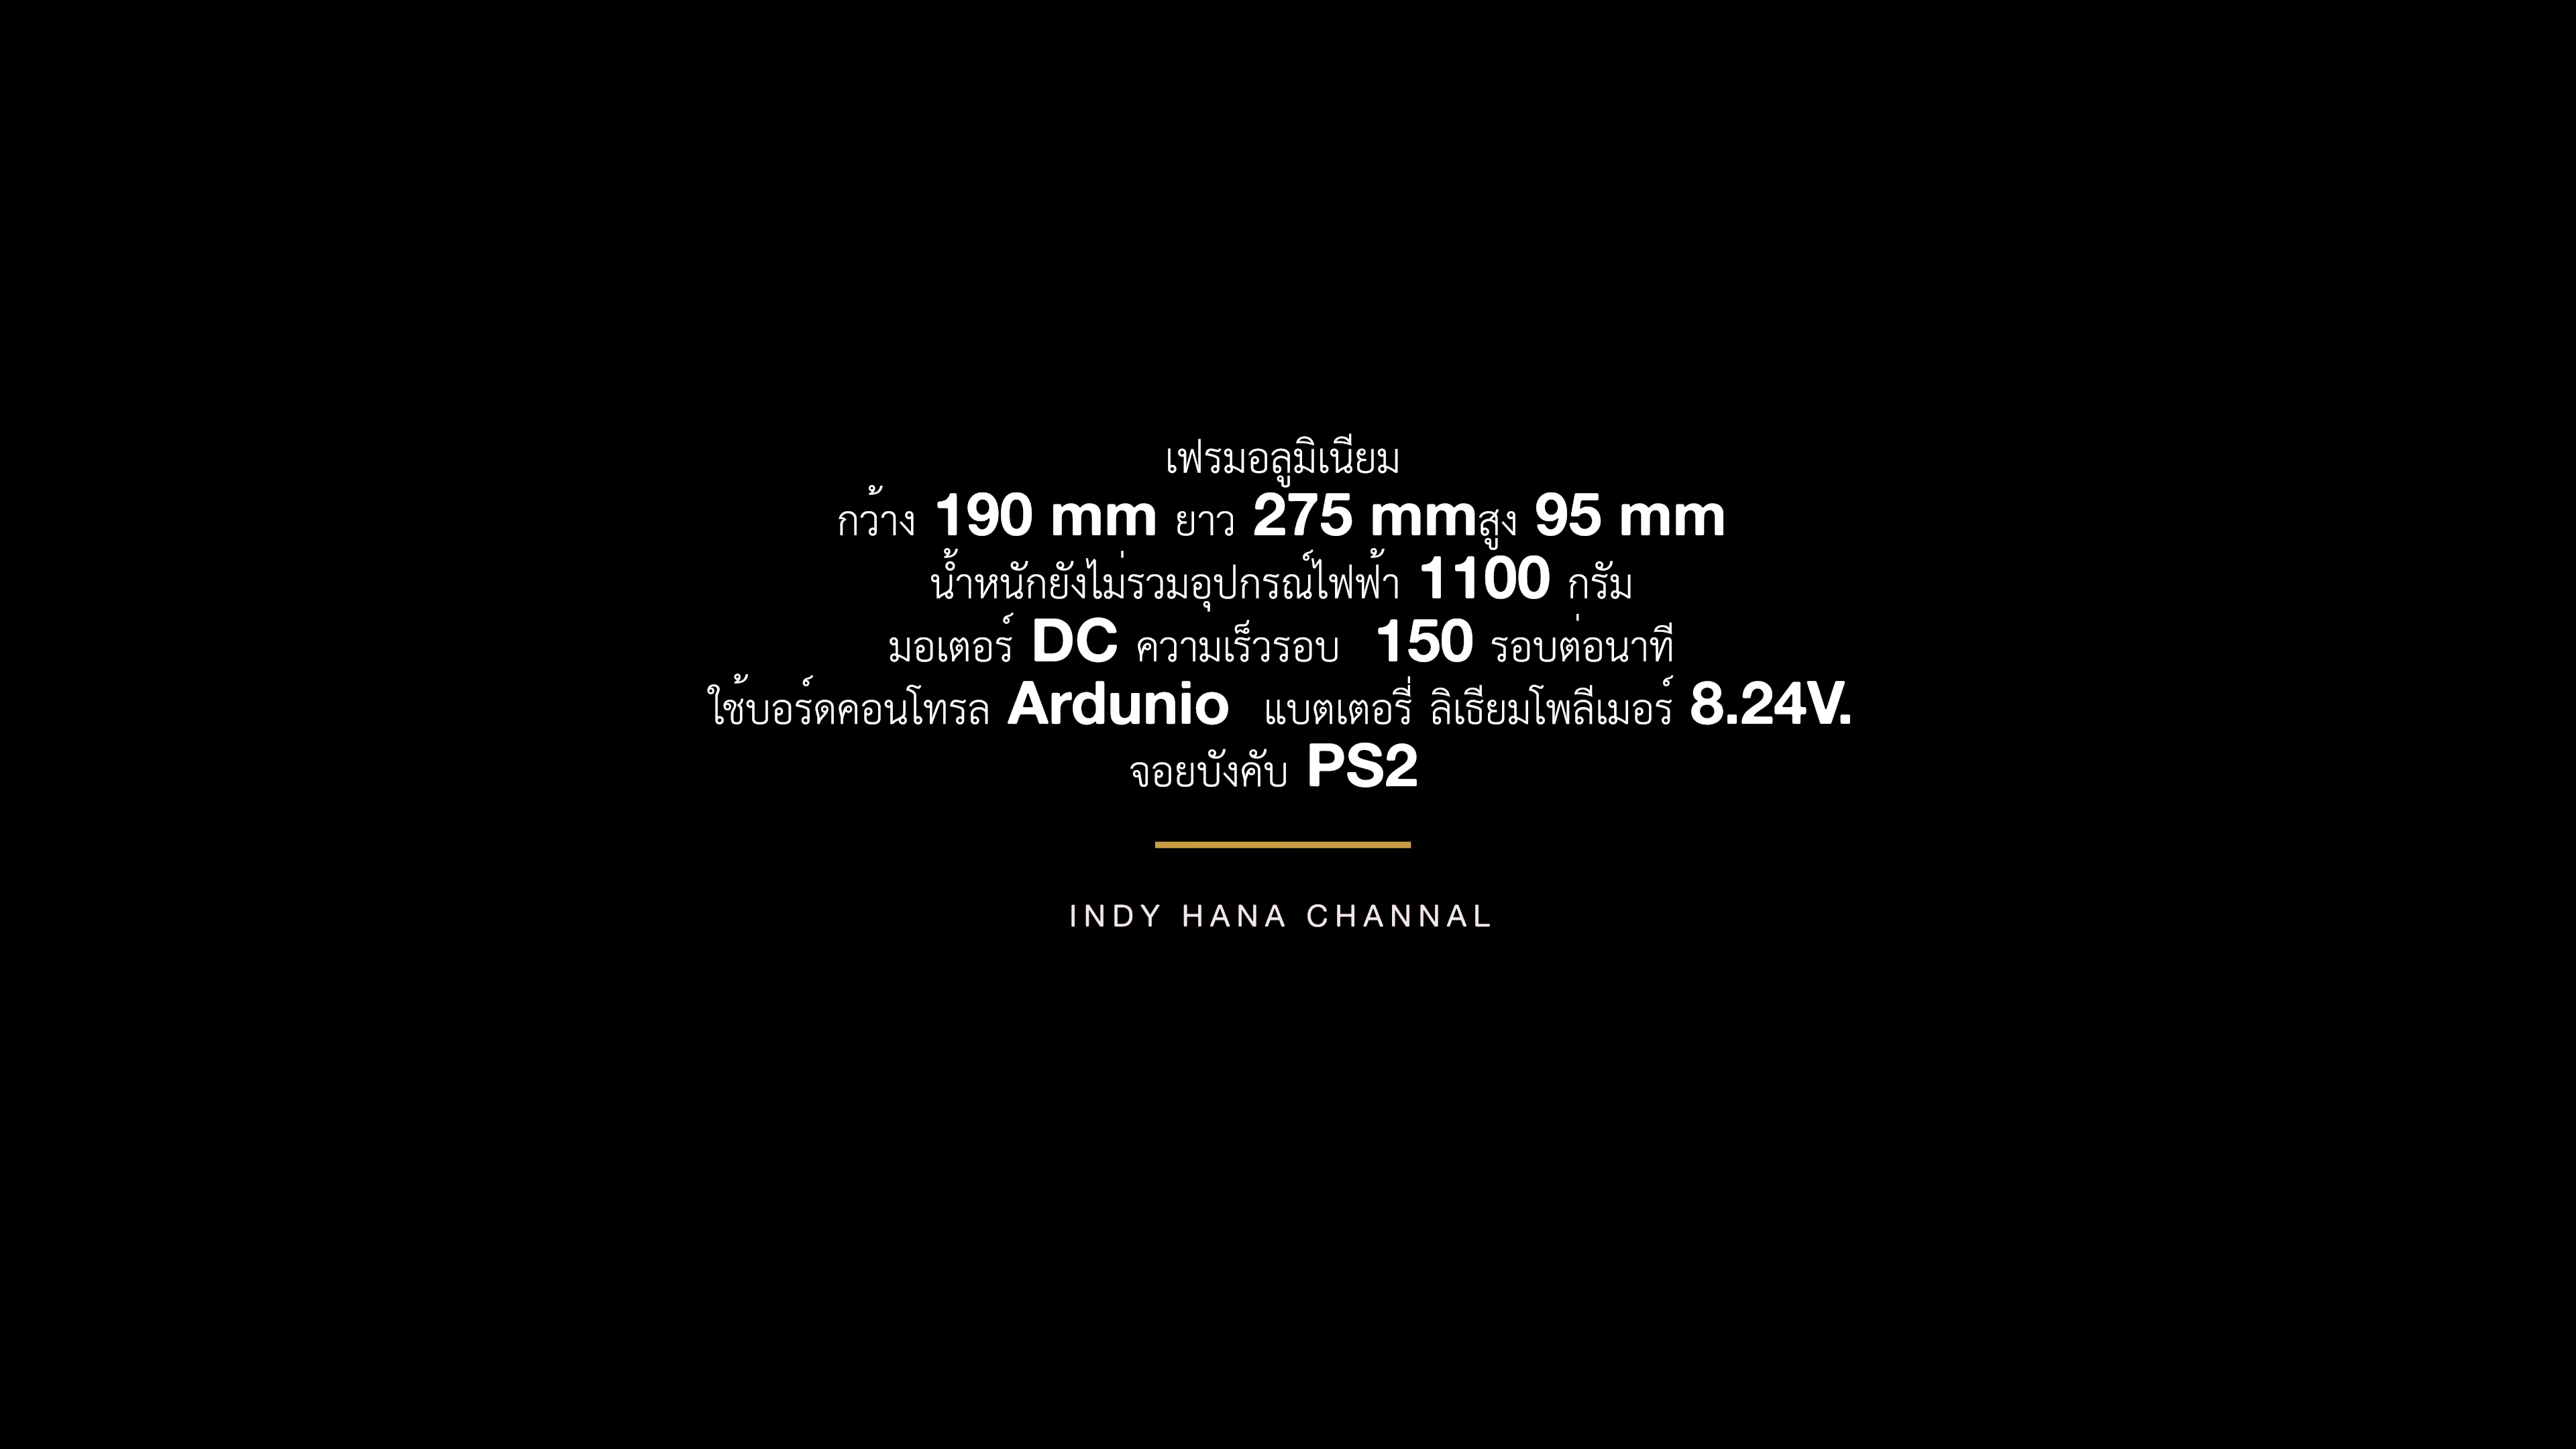 เฟรมอลูมิเนียม
กว้าง 190 mm ยาว 275 mmสูง 95 mm
น้ำหนักยังไม่รวมอุปกรณ์ไฟฟ้า 1100 กรัม
มอเตอร์ DC ความเร็วรอบ  150 รอบต่อนาที
ใช้บอร์ดคอนโทรล Ardunio  แบตเตอรี่ ลิเธียมโพลีเมอร์ 8.24V.
จอยบังคับ PS2
INDY HANA CHANNAL